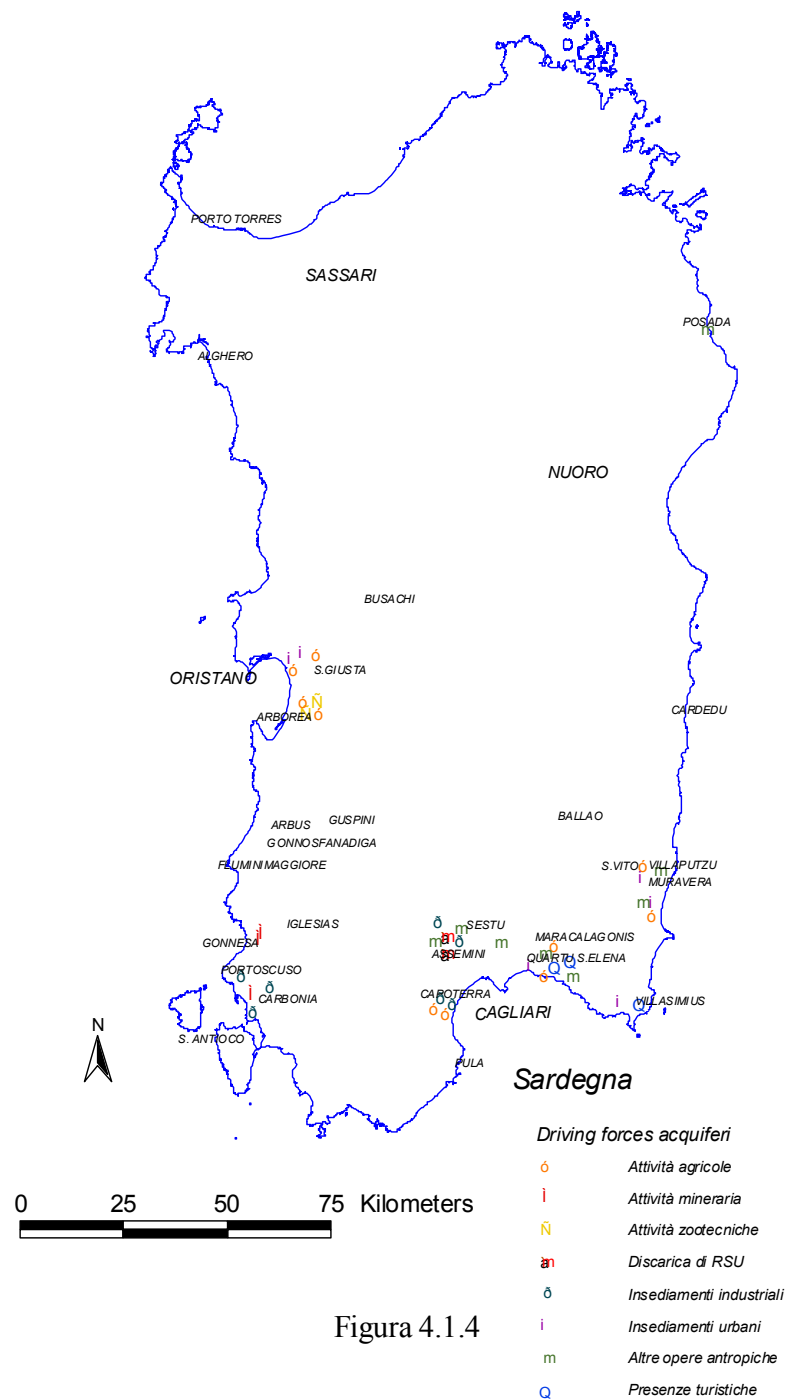 PORTO TORRES
SASSARI
POSADA
m
ALGHERO
NUORO
BUSACHI
i i ó
ORISTANO ó S.GIUSTA
ó Ñ
ARBOREA Ñ ó
CARDEDU
ARBUS GUSPINI BALLAO
GONNOSFANADIGA
FLUMINIMAGGIORE S.VITO ó VILLAPUTZU
i m MURAVERA
m i
ó
Ì IGLESIAS ð m SESTU
GONNESA Ì m m ð m MARACALAGONIS
à ASSEMINI m ó
PORTOSCUSO m QUARTU S.ELENA
ð i Q Q
ð ó m
Ì CARBONIA CAPOTERRA ð i VILLASIMIUS
ð ó ó ð CAGLIARI Q
S. ANTIOCO
N
PULA
Sardegna
Driving forces acquiferi
ó Attività agricole
Ì Attività mineraria
Ñ Attività zootecniche
àm Discarica di RSU
ð Insediamenti industriali
i Insediamenti urbani
m Altre opere antropiche
Q Presenze turistiche
0 25 50 75 Kilometers
Figura 4.1.4